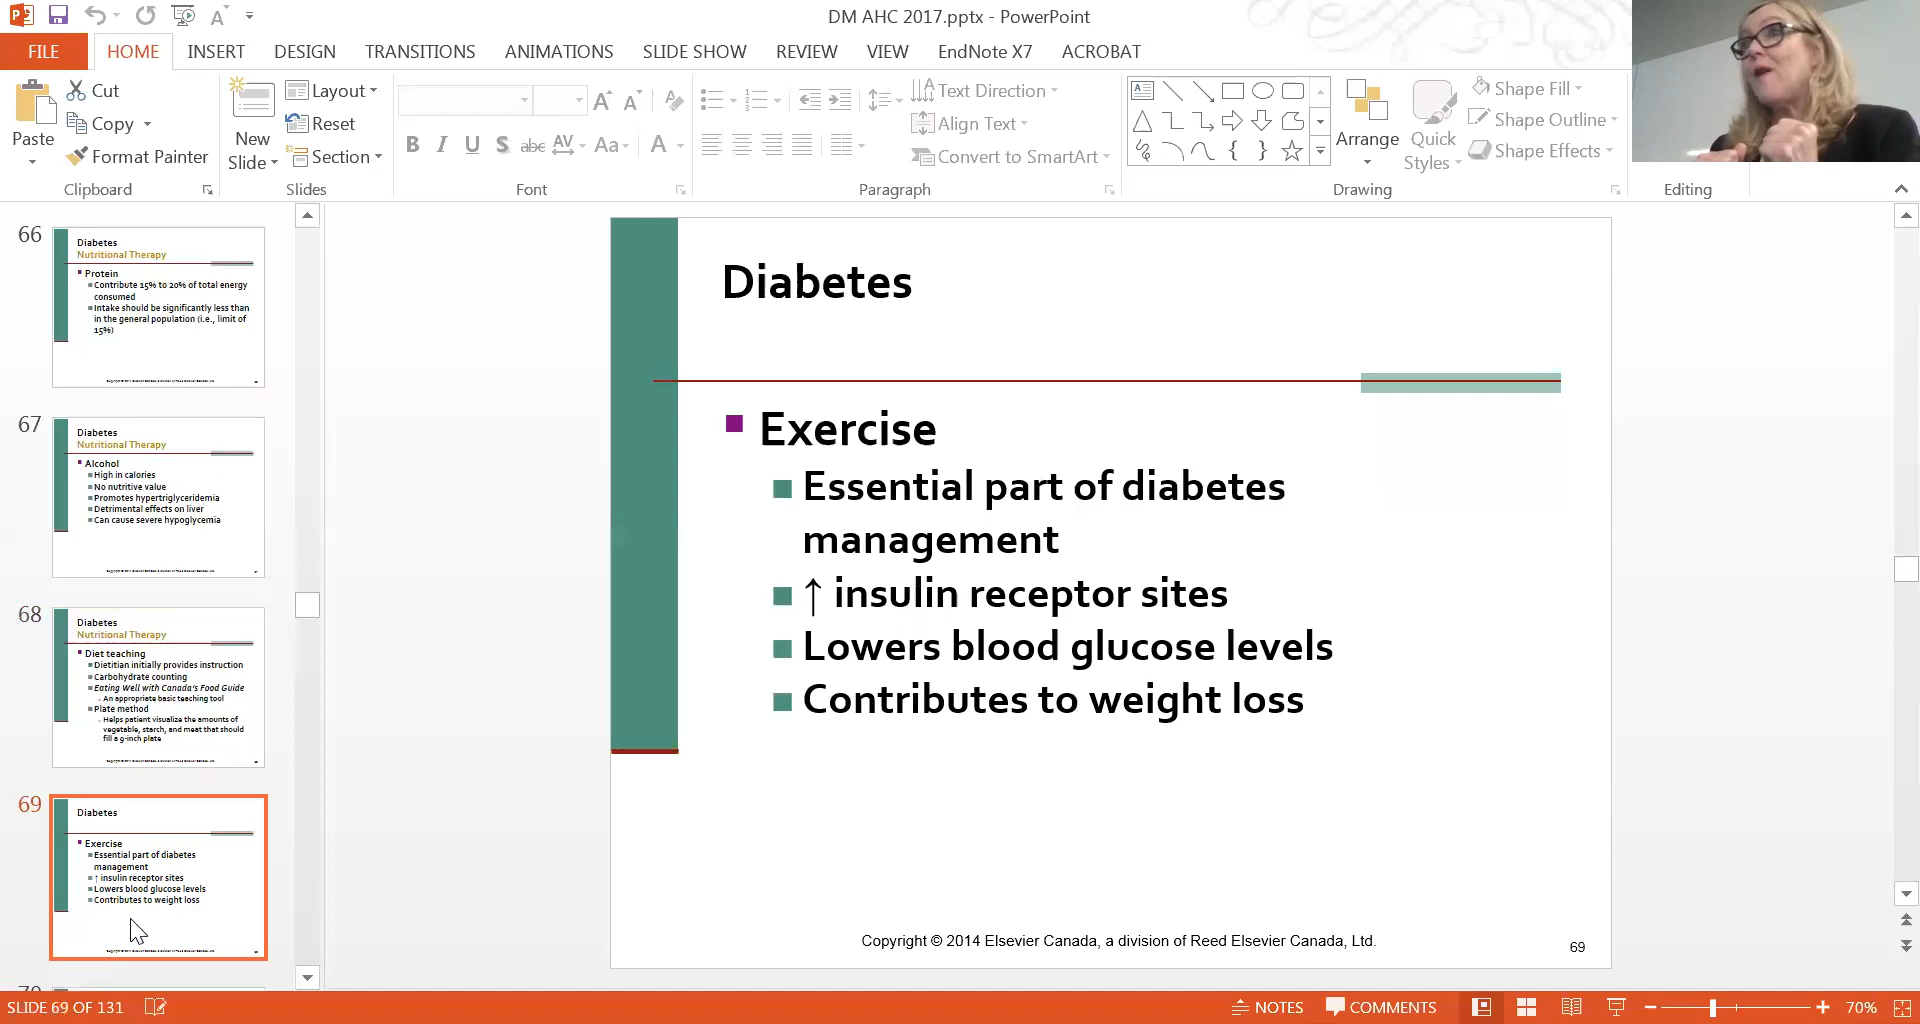 DM AHC 2017.pptx - PowerPoint
FILE
HOME
INSERT
DESIGN
TRANSITIONS
ANIMATIONS
SLIDE SHOW
REVIEW
VIEW
EndNote X7
ACROBAT
Paste
Cut
Copy
Format Painter
Clipboard
New
Slide
Layout
Reset
Section
Slides
B I U S abc AV Aa A
Font
Text Direction
Align Text
Convert to SmartArt
Paragraph
Arrange
Quick
Styles
Shape Fill
Shape Outline
Shape Effects
Drawing
Editing
66
Diabetes
Nutritional Therapy
Protein
Contribute 15% to 20% of total energy
consumed
Intake should be significantly less than
in the general population (i.e., limit of
15%)
67
Diabetes
Nutritional Therapy
Alcohol
High in calories
No nutritive value
Promotes hypertriglyceridemia
Detrimental effects on liver
Can cause severe hypoglycemia
68
Diabetes
Nutritional Therapy
Diet teaching
Dietitian initially provides instruction
Carbohydrate counting
Eating Well with Canada's Food Guide
An appropriate basic teaching tool
Plate method
Helps patient visualize the amounts of
vegetable, starch, and meat that should
fill a 9-inch plate
69
Diabetes
Exercise
Essential part of diabetes
management
↑ insulin receptor sites
Lowers blood glucose levels
Contributes to weight loss
Diabetes
Exercise
Essential part of diabetes
management
↑ insulin receptor sites
Lowers blood glucose levels
Contributes to weight loss
Copyright © 2014 Elsevier Canada, a division of Reed Elsevier Canada, Ltd.
69
SLIDE 69 OF 131
NOTES
COMMENTS
70%